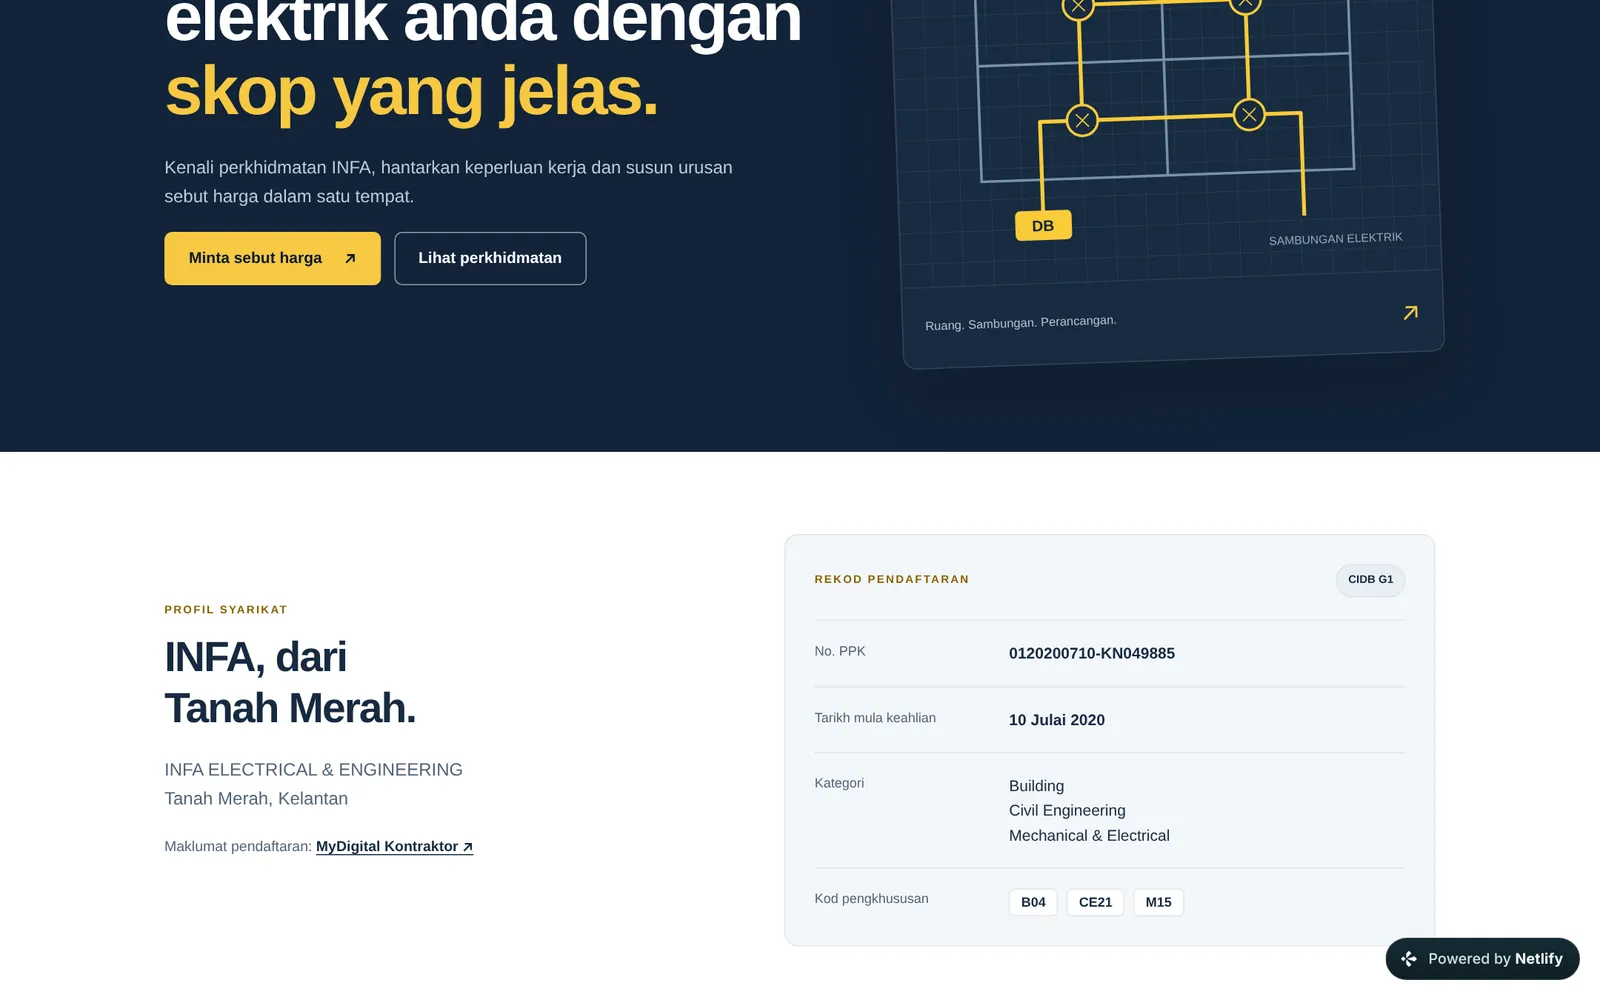 elektrik anda dengan
skop yang jelas.
Kenali perkhidmatan INFA, hantarkan keperluan kerja dan susun urusan
sebut harga dalam satu tempat.
Minta sebut harga
Lihat perkhidmatan
DB
SAMBUNGAN ELEKTRIK
Ruang. Sambungan. Perancangan.
PROFIL SYARIKAT
INFA, dari
Tanah Merah.
INFA ELECTRICAL & ENGINEERING
Tanah Merah, Kelantan
Maklumat pendaftaran: MyDigital Kontraktor
REKOD PENDAFTARAN
CIDB G1
No. PPK
0120200710-KN049885
Tarikh mula keahlian
10 Julai 2020
Kategori
Building
Civil Engineering
Mechanical & Electrical
Kod pengkhususan
B04
CE21
M15
Powered by Netlify